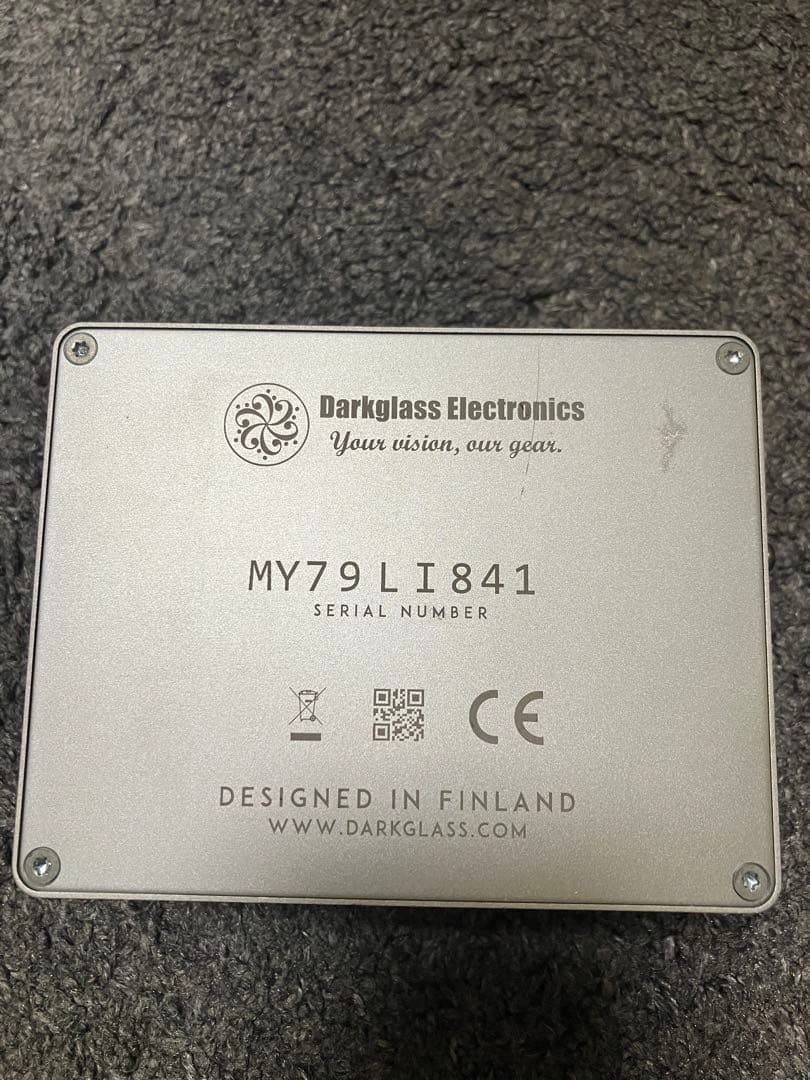 Darkglass Electronics
Your vision, our gear.
MY79LI841
SERIAL NUMBER
CE
DESIGNED IN FINLAND
WWW.DARKGLASS.COM